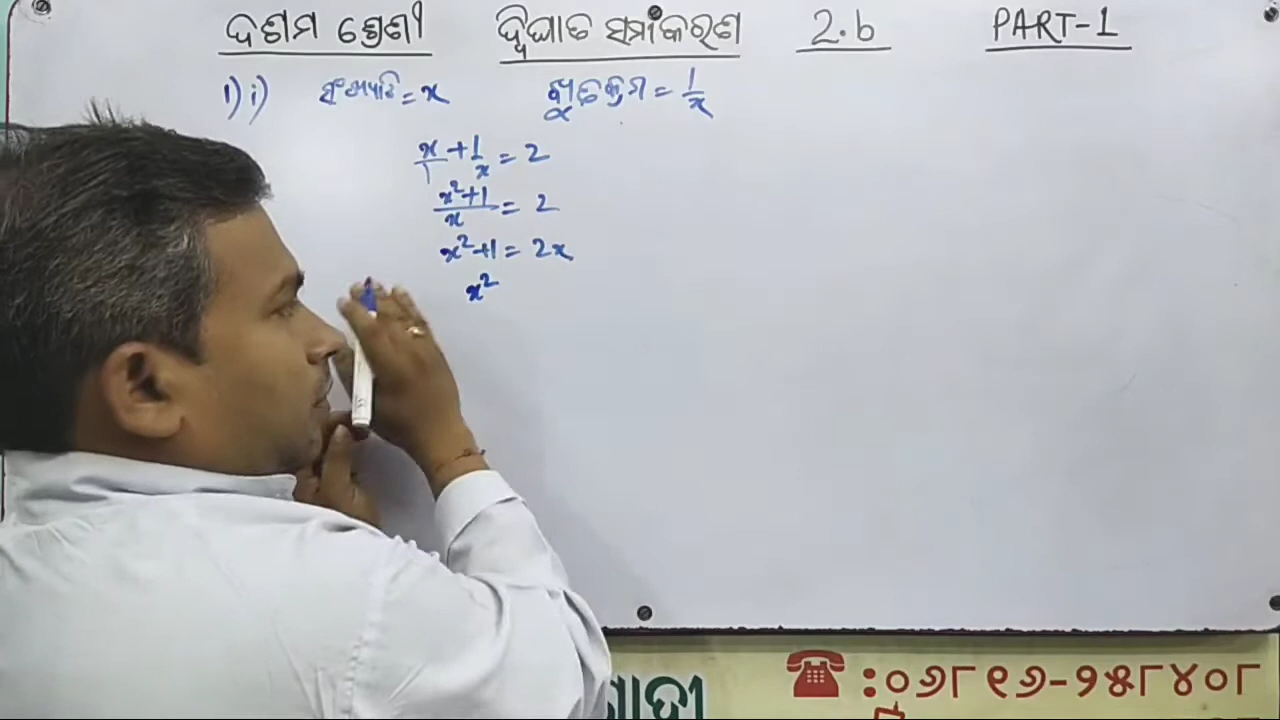 ଦଶମ ଶ୍ରେଣୀ ଦ୍ୱିଘାତ ସମୀକରଣ 2.b PART-1
1) i) ସଂଖ୍ୟାଟି = x ବ୍ୟୁତକ୍ରମ = 1/x
x/1 + 1/x = 2
x²+1/x = 2
x²+1 = 2x
x²
☎:୦୬୮୧୬-୨୫୮୪୦୮